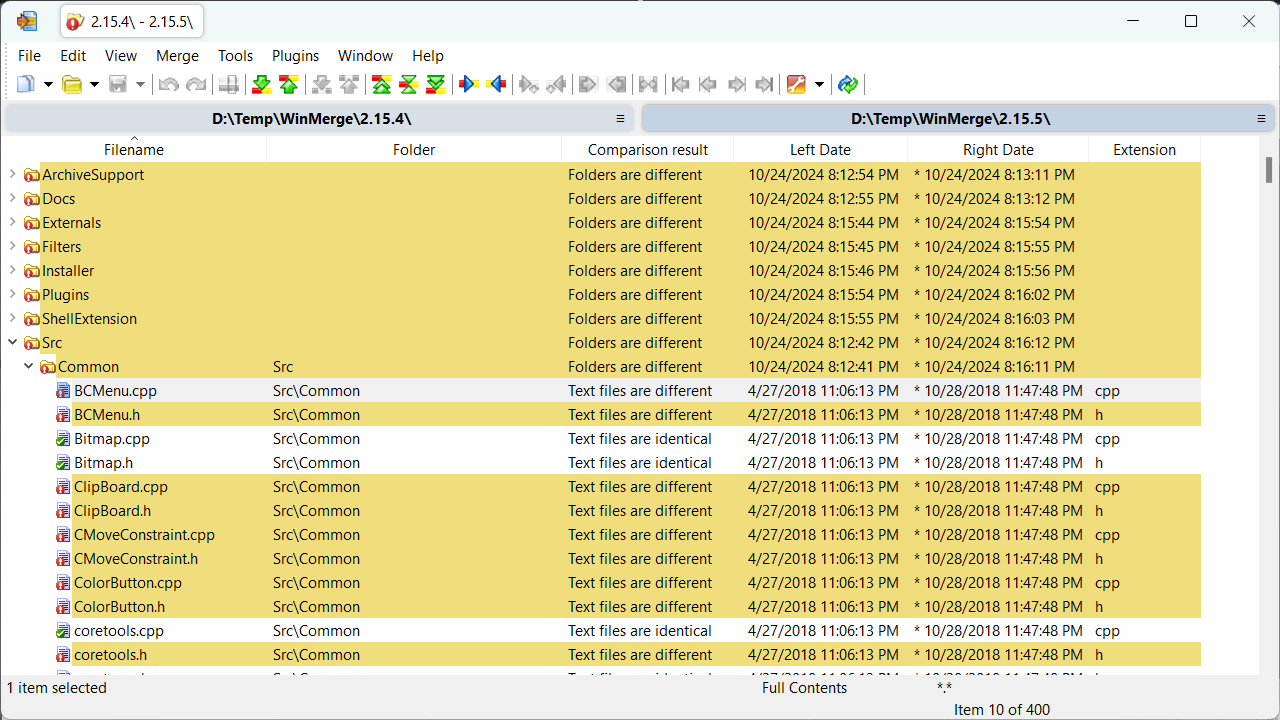 2.15.4\ - 2.15.5\
File Edit View Merge Tools Plugins Window Help
D:\Temp\WinMerge\2.15.4\ D:\Temp\WinMerge\2.15.5\
Filename Folder Comparison result Left Date Right Date Extension
ArchiveSupport Folders are different 10/24/2024 8:12:54 PM * 10/24/2024 8:13:11 PM
Docs Folders are different 10/24/2024 8:12:55 PM * 10/24/2024 8:13:12 PM
Externals Folders are different 10/24/2024 8:15:44 PM * 10/24/2024 8:15:54 PM
Filters Folders are different 10/24/2024 8:15:45 PM * 10/24/2024 8:15:55 PM
Installer Folders are different 10/24/2024 8:15:46 PM * 10/24/2024 8:15:56 PM
Plugins Folders are different 10/24/2024 8:15:54 PM * 10/24/2024 8:16:02 PM
ShellExtension Folders are different 10/24/2024 8:15:55 PM * 10/24/2024 8:16:03 PM
Src Folders are different 10/24/2024 8:12:42 PM * 10/24/2024 8:16:12 PM
Common Src Folders are different 10/24/2024 8:12:41 PM * 10/24/2024 8:16:11 PM
BCMenu.cpp Src\Common Text files are different 4/27/2018 11:06:13 PM * 10/28/2018 11:47:48 PM cpp
BCMenu.h Src\Common Text files are different 4/27/2018 11:06:13 PM * 10/28/2018 11:47:48 PM h
Bitmap.cpp Src\Common Text files are identical 4/27/2018 11:06:13 PM * 10/28/2018 11:47:48 PM cpp
Bitmap.h Src\Common Text files are identical 4/27/2018 11:06:13 PM * 10/28/2018 11:47:48 PM h
ClipBoard.cpp Src\Common Text files are different 4/27/2018 11:06:13 PM * 10/28/2018 11:47:48 PM cpp
ClipBoard.h Src\Common Text files are different 4/27/2018 11:06:13 PM * 10/28/2018 11:47:48 PM h
CMoveConstraint.cpp Src\Common Text files are different 4/27/2018 11:06:13 PM * 10/28/2018 11:47:48 PM cpp
CMoveConstraint.h Src\Common Text files are different 4/27/2018 11:06:13 PM * 10/28/2018 11:47:48 PM h
ColorButton.cpp Src\Common Text files are different 4/27/2018 11:06:13 PM * 10/28/2018 11:47:48 PM cpp
ColorButton.h Src\Common Text files are different 4/27/2018 11:06:13 PM * 10/28/2018 11:47:48 PM h
coretools.cpp Src\Common Text files are identical 4/27/2018 11:06:13 PM * 10/28/2018 11:47:48 PM cpp
coretools.h Src\Common Text files are different 4/27/2018 11:06:13 PM * 10/28/2018 11:47:48 PM h
1 item selected Full Contents *.*
Item 10 of 400